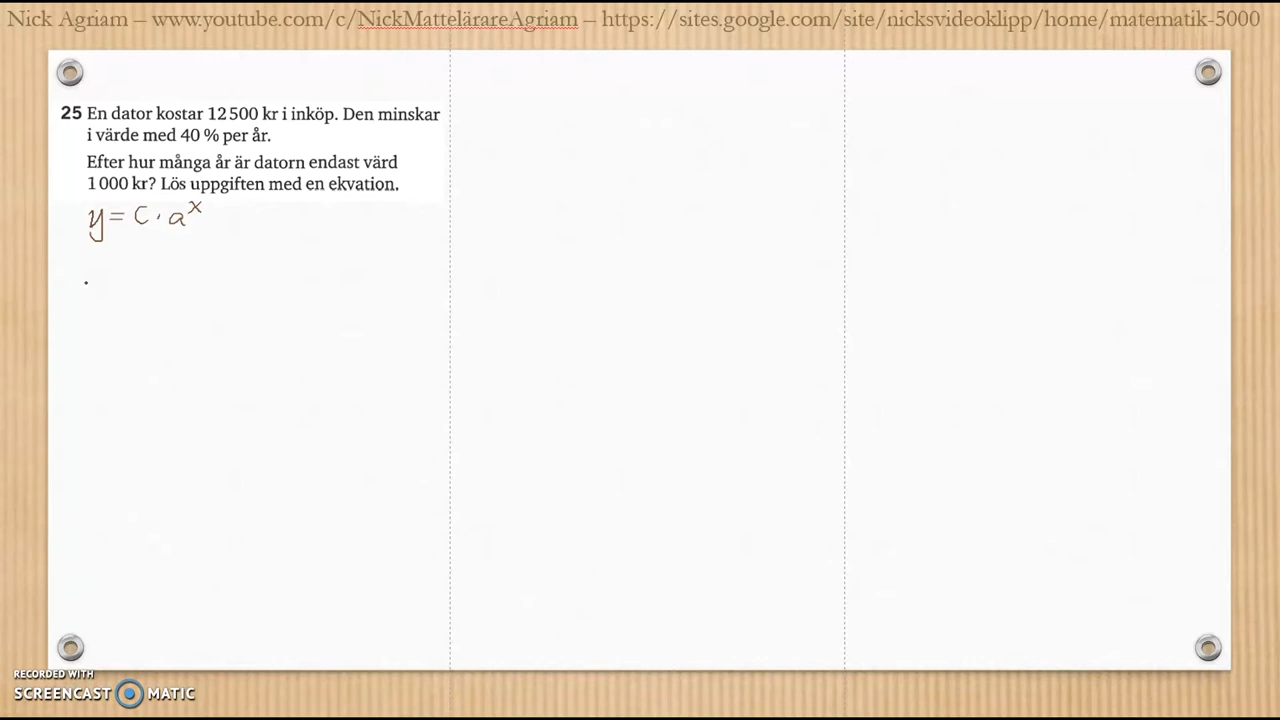 Nick Agriam – www.youtube.com/c/NickMattelärareAgriam – https://sites.google.com/site/nicksvideoklipp/home/matematik-5000
25 En dator kostar 12 500 kr i inköp. Den minskar
i värde med 40 % per år.
Efter hur många år är datorn endast värd
1 000 kr? Lös uppgiften med en ekvation.
y = C · a^x
RECORDED WITH
SCREENCAST MATIC